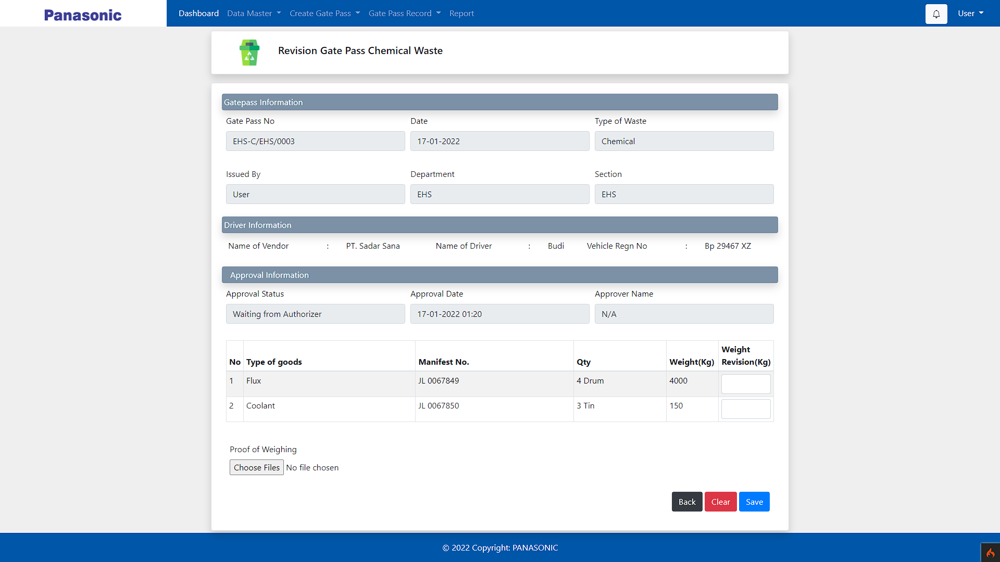 Panasonic
Dashboard Data Master Create Gate Pass Gate Pass Record Report User
Revision Gate Pass Chemical Waste
Gatepass Information
Gate Pass No Date Type of Waste
EHS-C/EHS/0003 17-01-2022 Chemical
Issued By Department Section
User EHS EHS
Driver Information
Name of Vendor : PT. Sadar Sana Name of Driver : Budi Vehicle Regn No : Bp 29467 XZ
Approval Information
Approval Status Approval Date Approver Name
Waiting from Authorizer 17-01-2022 01:20 N/A
No Type of goods Manifest No. Qty Weight(Kg) Weight Revision(Kg)
1 Flux JL 0067849 4 Drum 4000
2 Coolant JL 0067850 3 Tin 150
Proof of Weighing
Choose Files No file chosen
Back Clear Save
© 2022 Copyright: PANASONIC